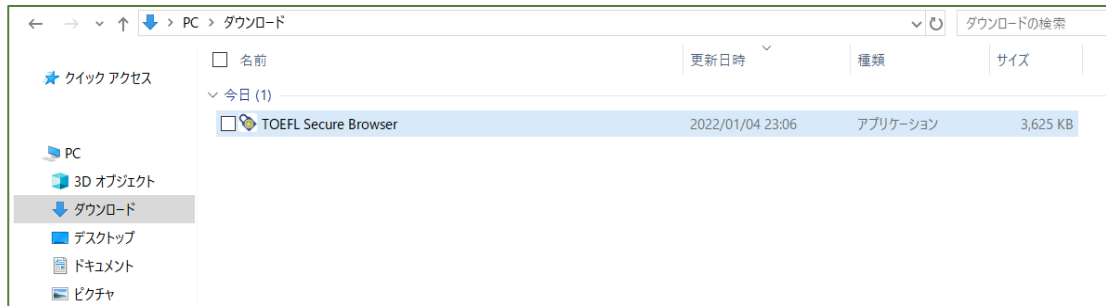 PC > ダウンロード
ダウンロードの検索
名前 更新日時 種類 サイズ
クイック アクセス
今日 (1)
TOEFL Secure Browser 2022/01/04 23:06 アプリケーション 3,625 KB
PC
3D オブジェクト
ダウンロード
デスクトップ
ドキュメント
ピクチャ